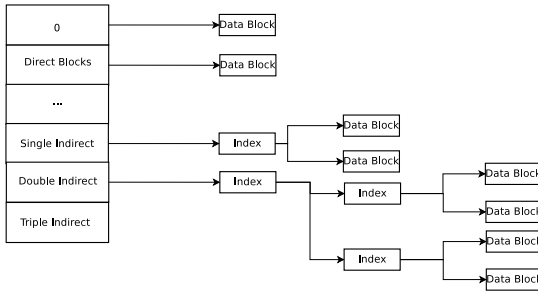 0
Data Block
Direct Blocks
Data Block
...
Data Block
Single Indirect
Index
Data Block
Data Block
Double Indirect
Index
Index
Data Block
Triple Indirect
Data Block
Index
Data Block